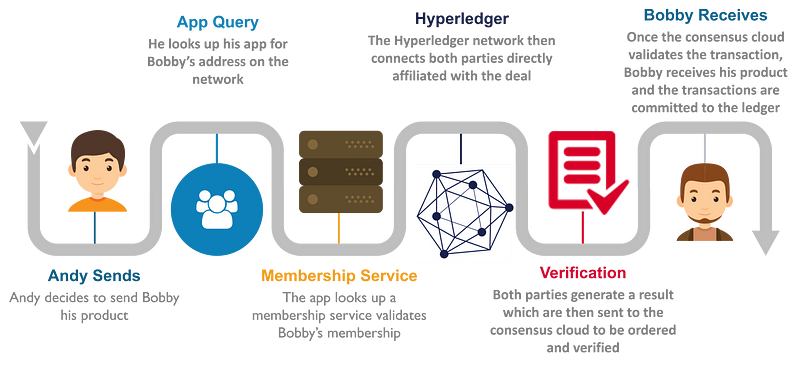 Andy Sends
Andy decides to send Bobby
his product
App Query
He looks up his app for
Bobby's address on the
network
Membership Service
The app looks up a
membership service validates
Bobby's membership
Hyperledger
The Hyperledger network then
connects both parties directly
affiliated with the deal
Verification
Both parties generate a result
which are then sent to the
consensus cloud to be ordered
and verified
Bobby Receives
Once the consensus cloud
validates the transaction,
Bobby receives his product
and the transactions are
committed to the ledger